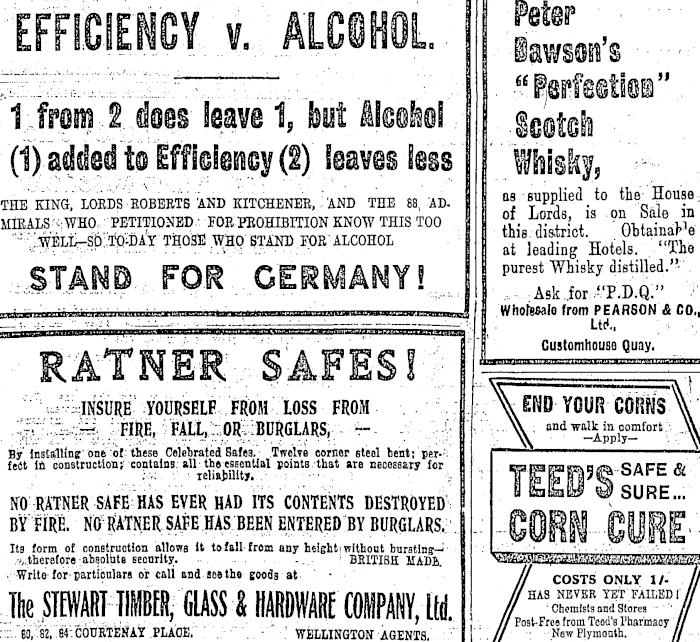 EFFICIENCY v. ALCOHOL.
1 from 2 does leave 1, but Alcohol
(1) added to Efficiency (2) leaves less
THE KING, LORDS ROBERTS AND KITCHENER, AND THE 88 AD-
MIRALS WHO PETITIONED FOR PROHIBITION KNOW THIS TOO
WELL—SO TO-DAY THOSE WHO STAND FOR ALCOHOL
STAND FOR GERMANY!
RATNER SAFES!
INSURE YOURSELF FROM LOSS FROM
— FIRE, FALL, OR BURGLARS, —
By installing one of these Celebrated Safes. Twelve corner steel bent; per-
fect in construction; contains all the essential points that are necessary for
reliability.
NO RATNER SAFE HAS EVER HAD ITS CONTENTS DESTROYED
BY FIRE. NO RATNER SAFE HAS BEEN ENTERED BY BURGLARS.
Its form of construction allows it to fall from any height without bursting—
therefore absolute security. BRITISH MADE.
Write for particulars or call and see the goods at
The STEWART TIMBER, GLASS & HARDWARE COMPANY, Ltd.
60, 62, 64 COURTENAY PLACE. WELLINGTON AGENTS.
Peter
Dawson's
"Perfection"
Scotch
Whisky,
as supplied to the House
of Lords, is on Sale in
this district. Obtainable
at leading Hotels. "The
purest Whisky distilled."
Ask for "P.D.Q."
Wholesale from PEARSON & CO.,
Ltd.,
Customhouse Quay.
END YOUR CORNS
and walk in comfort
—Apply—
TEED'S SAFE &
SURE...
CORN CURE
COSTS ONLY 1/-
HAS NEVER YET FAILED!
Chemists and Stores
Post-Free from Teed's Pharmacy
New Plymouth.